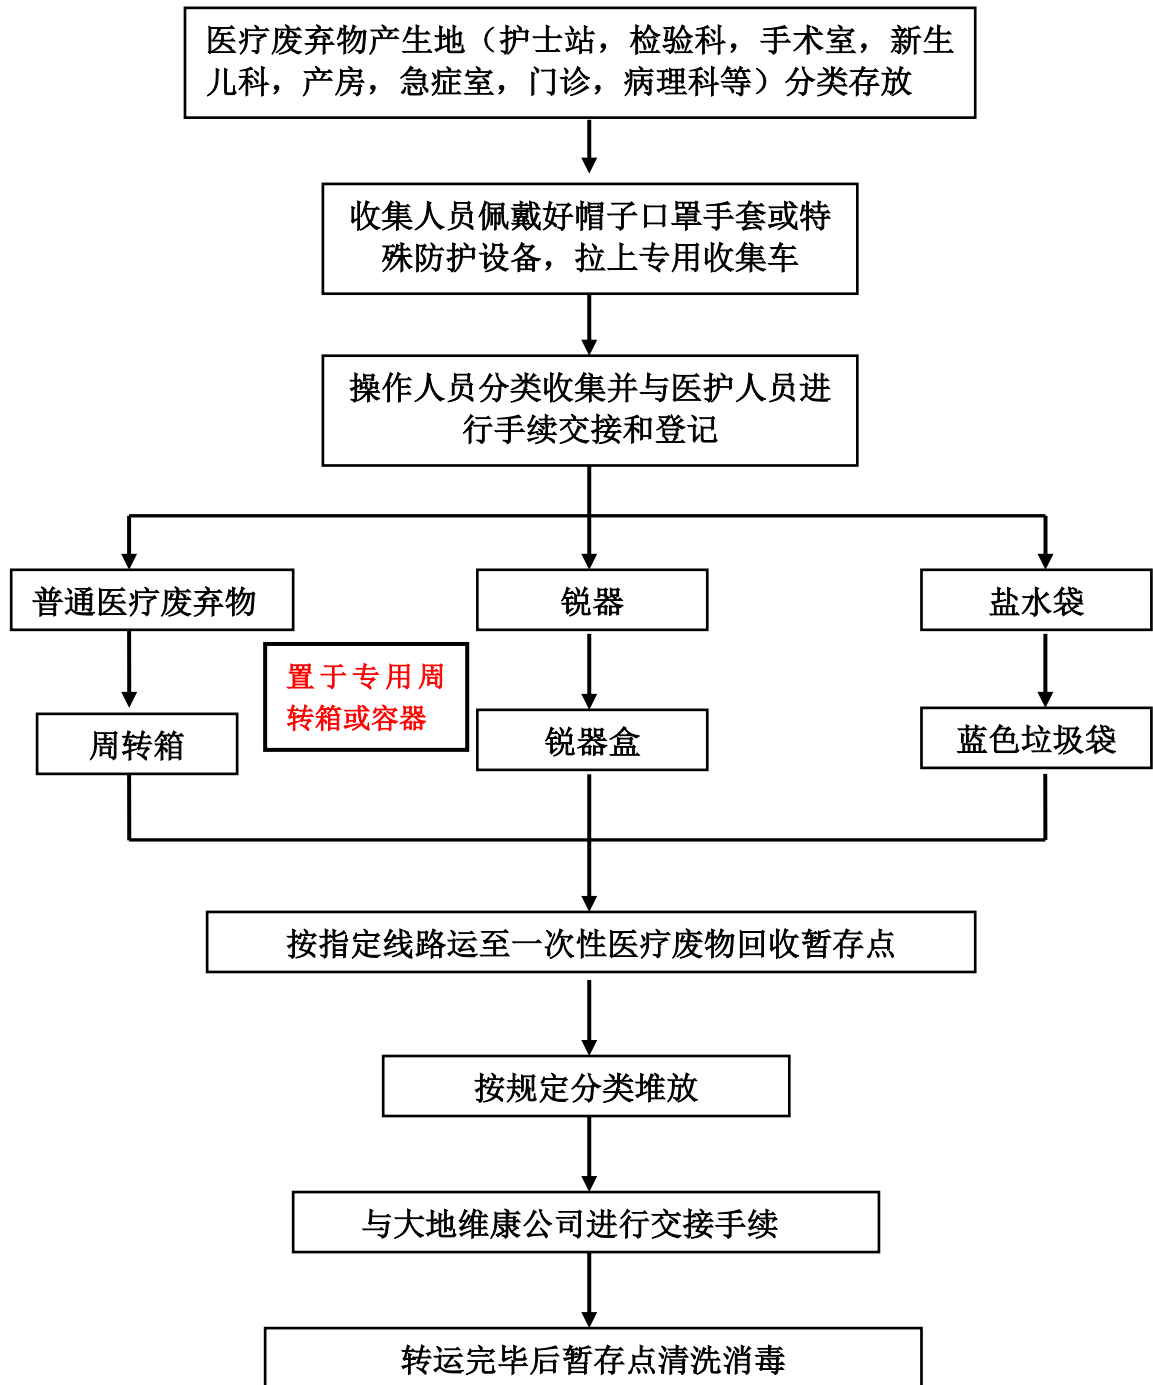 医疗废弃物产生地（护士站，检验科，手术室，新生
儿科，产房，急症室，门诊，病理科等）分类存放
收集人员佩戴好帽子口罩手套或特
殊防护设备，拉上专用收集车
操作人员分类收集并与医护人员进
行手续交接和登记
普通医疗废弃物
锐器
盐水袋
置于专用周
转箱或容器
周转箱
锐器盒
蓝色垃圾袋
按指定线路运至一次性医疗废物回收暂存点
按规定分类堆放
与大地维康公司进行交接手续
转运完毕后暂存点清洗消毒